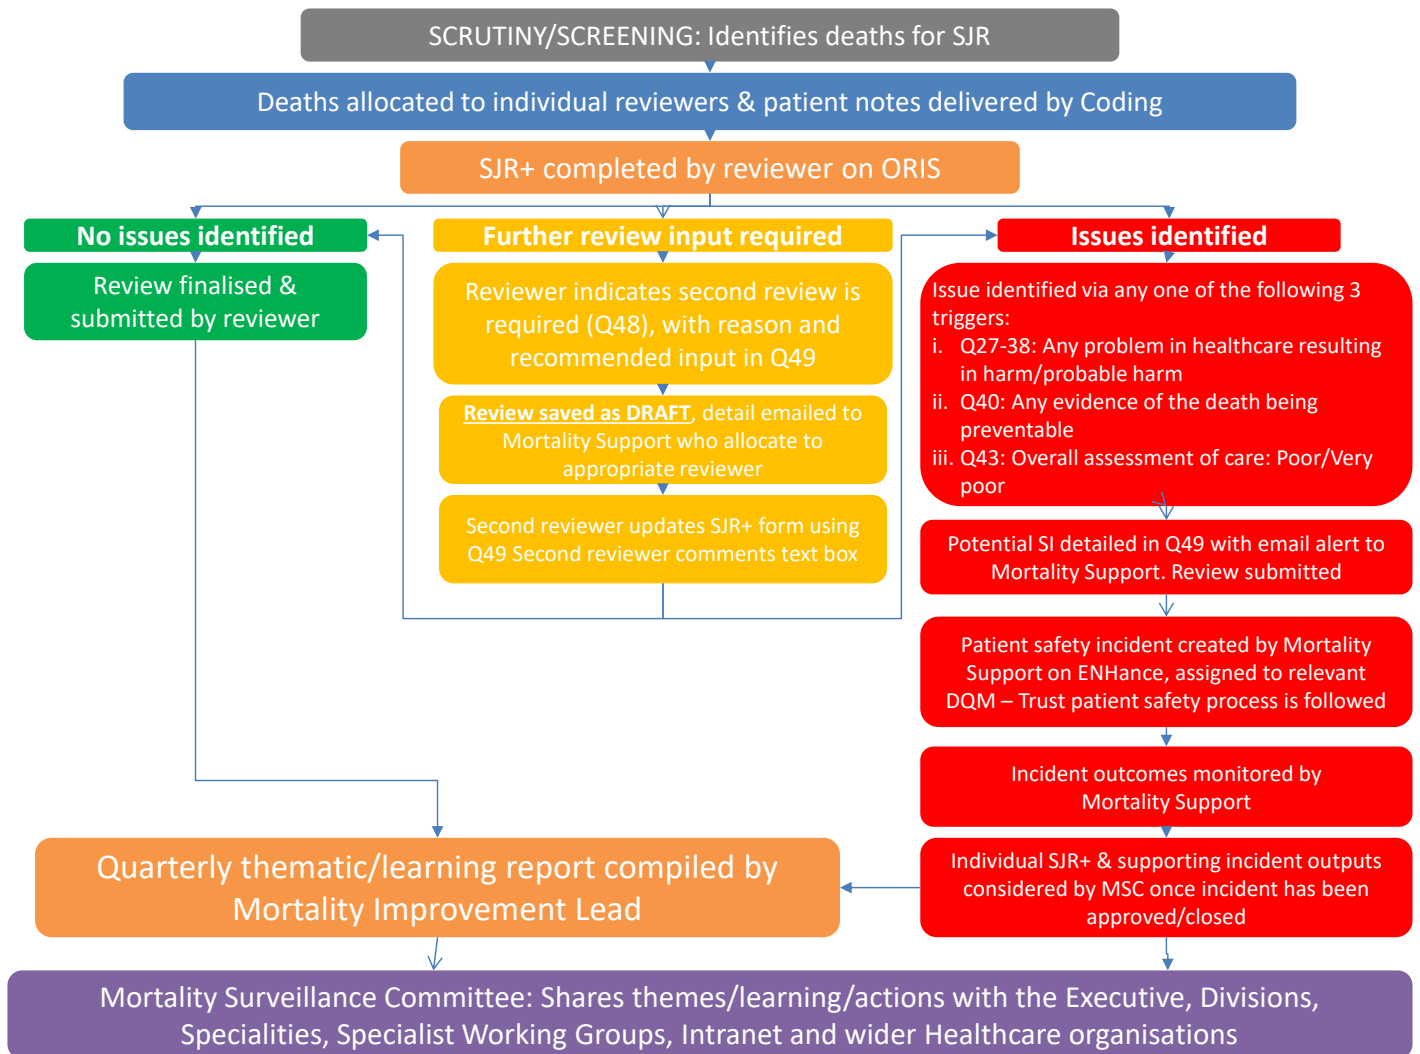 SCRUTINY/SCREENING: Identifies deaths for SJR
Deaths allocated to individual reviewers & patient notes delivered by Coding
SJR+ completed by reviewer on ORIS
No issues identified
Review finalised &
submitted by reviewer
Further review input required
Reviewer indicates second review is
required (Q48), with reason and
recommended input in Q49
Review saved as DRAFT, detail emailed to
Mortality Support who allocate to
appropriate reviewer
Second reviewer updates SJR+ form using
Q49 Second reviewer comments text box
Issues identified
Issue identified via any one of the following 3
triggers:
i. Q27-38: Any problem in healthcare resulting
in harm/probable harm
ii. Q40: Any evidence of the death being
preventable
iii. Q43: Overall assessment of care: Poor/Very
poor
Potential SI detailed in Q49 with email alert to
Mortality Support. Review submitted
Patient safety incident created by Mortality
Support on ENHance, assigned to relevant
DQM – Trust patient safety process is followed
Incident outcomes monitored by
Mortality Support
Individual SJR+ & supporting incident outputs
considered by MSC once incident has been
approved/closed
Quarterly thematic/learning report compiled by
Mortality Improvement Lead
Mortality Surveillance Committee: Shares themes/learning/actions with the Executive, Divisions,
Specialities, Specialist Working Groups, Intranet and wider Healthcare organisations